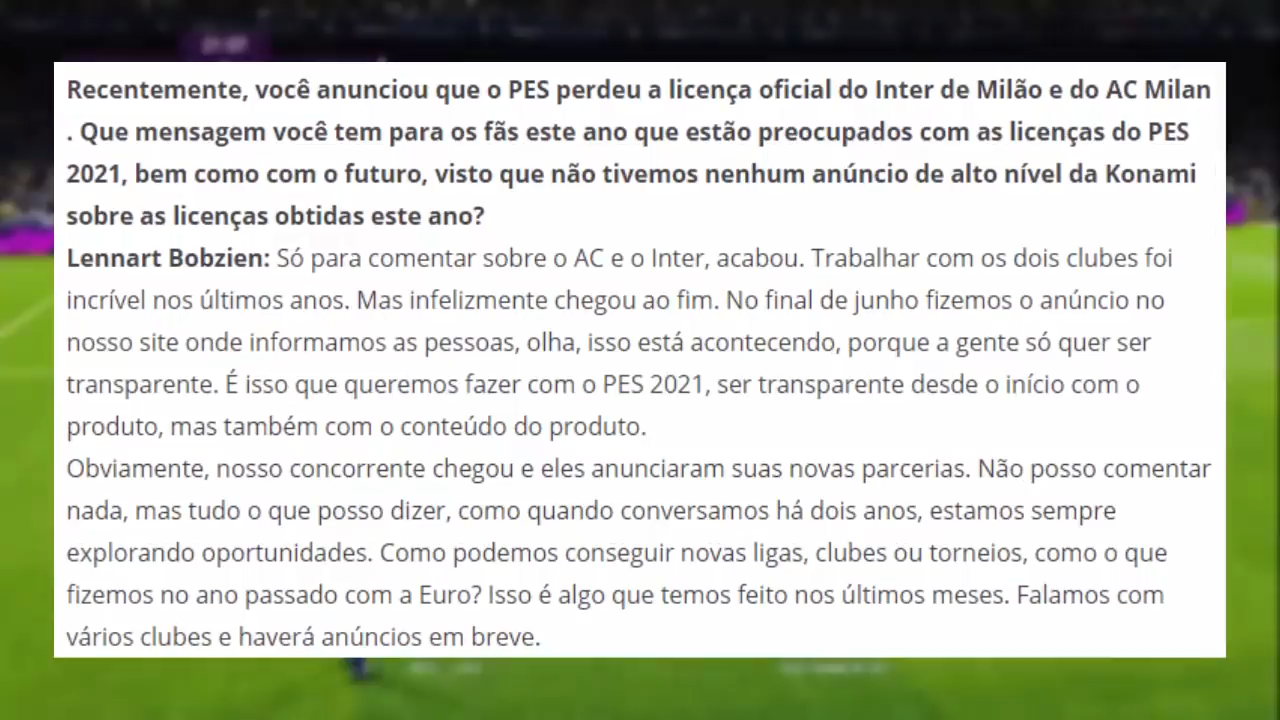 Recentemente, você anunciou que o PES perdeu a licença oficial do Inter de Milão e do AC Milan
. Que mensagem você tem para os fãs este ano que estão preocupados com as licenças do PES
2021, bem como com o futuro, visto que não tivemos nenhum anúncio de alto nível da Konami
sobre as licenças obtidas este ano?
Lennart Bobzien: Só para comentar sobre o AC e o Inter, acabou. Trabalhar com os dois clubes foi
incrível nos últimos anos. Mas infelizmente chegou ao fim. No final de junho fizemos o anúncio no
nosso site onde informamos as pessoas, olha, isso está acontecendo, porque a gente só quer ser
transparente. É isso que queremos fazer com o PES 2021, ser transparente desde o início com o
produto, mas também com o conteúdo do produto.
Obviamente, nosso concorrente chegou e eles anunciaram suas novas parcerias. Não posso comentar
nada, mas tudo o que posso dizer, como quando conversamos há dois anos, estamos sempre
explorando oportunidades. Como podemos conseguir novas ligas, clubes ou torneios, como o que
fizemos no ano passado com a Euro? Isso é algo que temos feito nos últimos meses. Falamos com
vários clubes e haverá anúncios em breve.